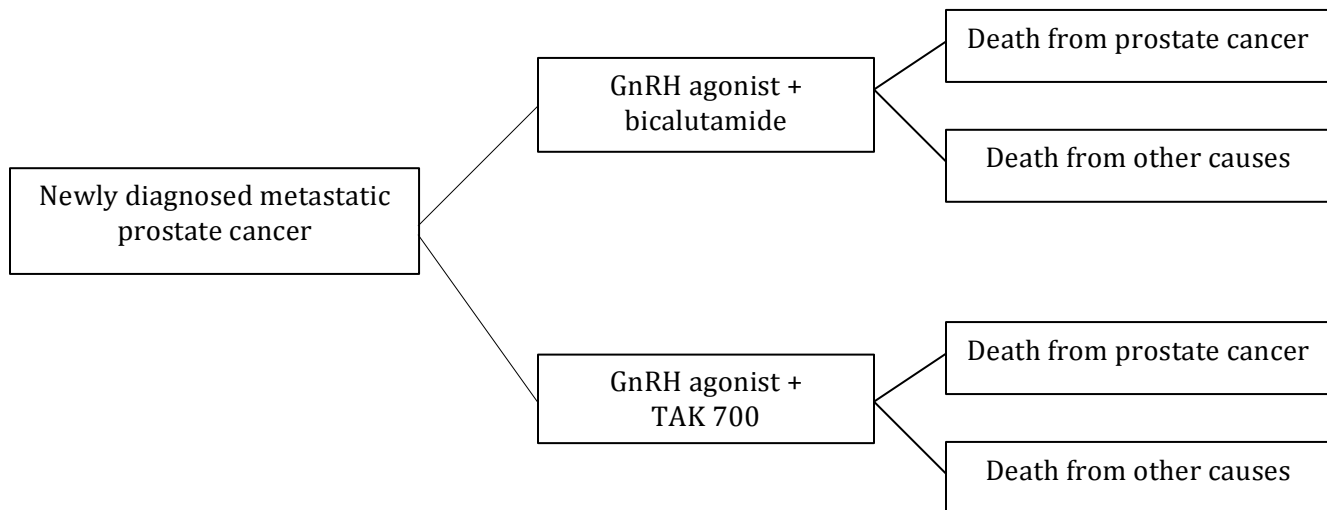 Newly diagnosed metastatic
prostate cancer
GnRH agonist +
bicalutamide
Death from prostate cancer
Death from other causes
GnRH agonist +
TAK 700
Death from prostate cancer
Death from other causes